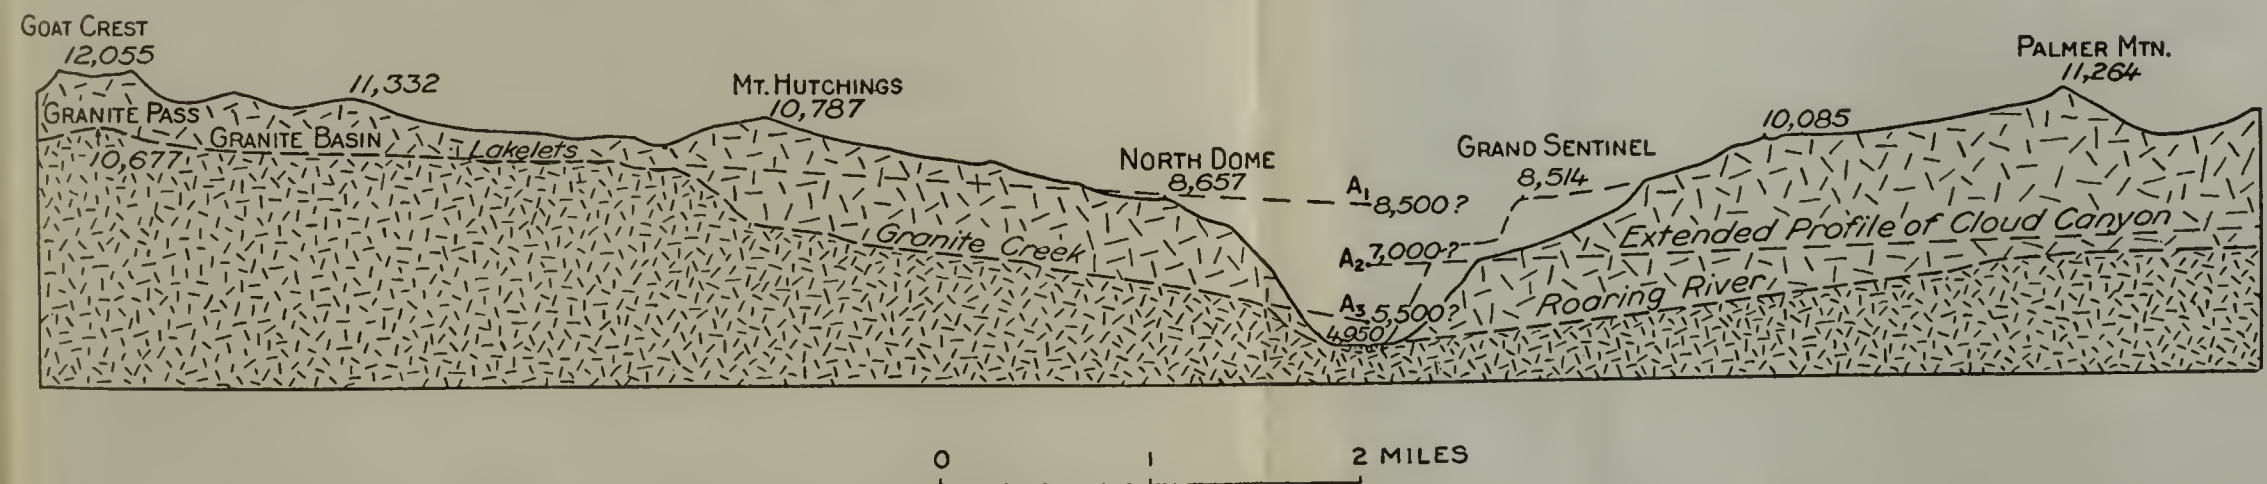 GOAT CREST
12,055
GRANITE PASS
10,677
11,332
GRANITE BASIN
Lakelets
MT. HUTCHINGS
10,787
Granite Creek
NORTH DOME
8,657
A1 8,500?
A2 7,000?
A3 5,500?
4950
GRAND SENTINEL
8,514
10,085
PALMER MTN.
11,264
Extended Profile of Cloud Canyon
Roaring River
0 1 2 MILES